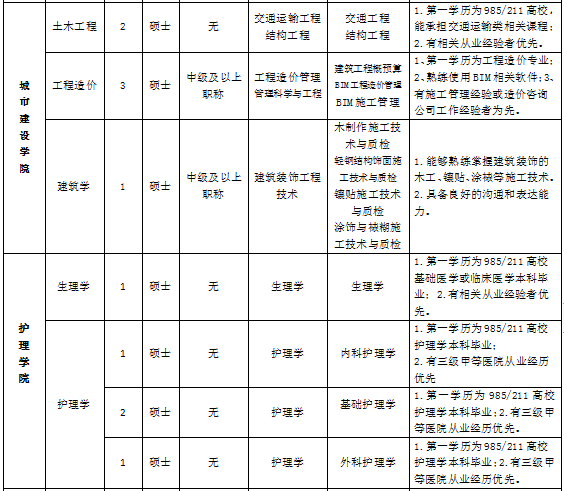 城市建设学院
土木工程
2
硕士
无
交通运输工程
结构工程
交通工程
结构工程
1.第一学历为985/211高校，
能承担交通运输类相关课程；
2.有相关从业经验者优先。
工程造价
3
硕士
中级及以上
职称
工程造价管理
管理科学与工程
建筑工程概预算
BIM工程造价管理
BIM施工管理
1、第一学历为工程造价专业；
2、熟练使用BIM相关软件；3、
有施工管理经验或造价咨询
公司工作经验者为先。
建筑学
1
硕士
中级及以上
职称
建筑装饰工程
技术
木制作施工技
术与质检
轻钢结构饰面施
工技术与质检
镶贴施工技术
与质检
涂饰与裱糊施
工技术与质检
1.能够熟练掌握建筑装饰的
木工、镶贴、涂裱等施工技术。
2.具备良好的沟通和表达能
力。
护理学院
生理学
1
硕士
无
生理学
生理学
1.第一学历为985/211高校
基础医学或临床医学本科毕
业；2.有相关从业经验者优
先。
护理学
1
硕士
无
护理学
内科护理学
1.第一学历为985/211高校
护理学本科毕业；
2.有三级甲等医院从业经历
优先
2
硕士
无
护理学
基础护理学
1.第一学历为985/211高校
护理学本科毕业；2.有三级甲
等医院从业经历优先。
1
硕士
无
护理学
外科护理学
1.第一学历为985/211高校
护理学本科毕业；2.有三级甲
等医院从业经历优先。